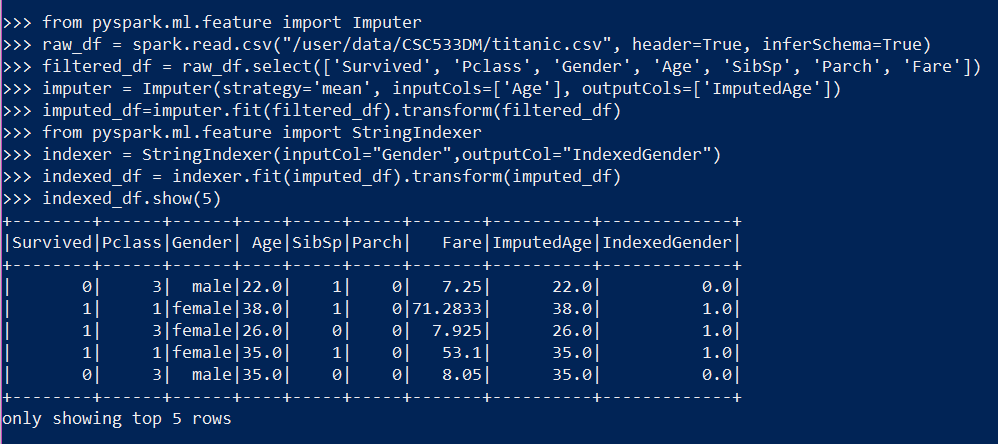 >>> from pyspark.ml.feature import Imputer
>>> raw_df = spark.read.csv("/user/data/CSC533DM/titanic.csv", header=True, inferSchema=True)
>>> filtered_df = raw_df.select(['Survived', 'Pclass', 'Gender', 'Age', 'SibSp', 'Parch', 'Fare'])
>>> imputer = Imputer(strategy='mean', inputCols=['Age'], outputCols=['ImputedAge'])
>>> imputed_df=imputer.fit(filtered_df).transform(filtered_df)
>>> from pyspark.ml.feature import StringIndexer
>>> indexer = StringIndexer(inputCol="Gender",outputCol="IndexedGender")
>>> indexed_df = indexer.fit(imputed_df).transform(imputed_df)
>>> indexed_df.show(5)
+--------+------+------+----+-----+-----+-------+----------+-------------+
|Survived|Pclass|Gender| Age|SibSp|Parch|   Fare|ImputedAge|IndexedGender|
+--------+------+------+----+-----+-----+-------+----------+-------------+
|       0|     3|  male|22.0|    1|    0|   7.25|      22.0|          0.0|
|       1|     1|female|38.0|    1|    0|71.2833|      38.0|          1.0|
|       1|     3|female|26.0|    0|    0|  7.925|      26.0|          1.0|
|       1|     1|female|35.0|    1|    0|   53.1|      35.0|          1.0|
|       0|     3|  male|35.0|    0|    0|   8.05|      35.0|          0.0|
+--------+------+------+----+-----+-----+-------+----------+-------------+
only showing top 5 rows